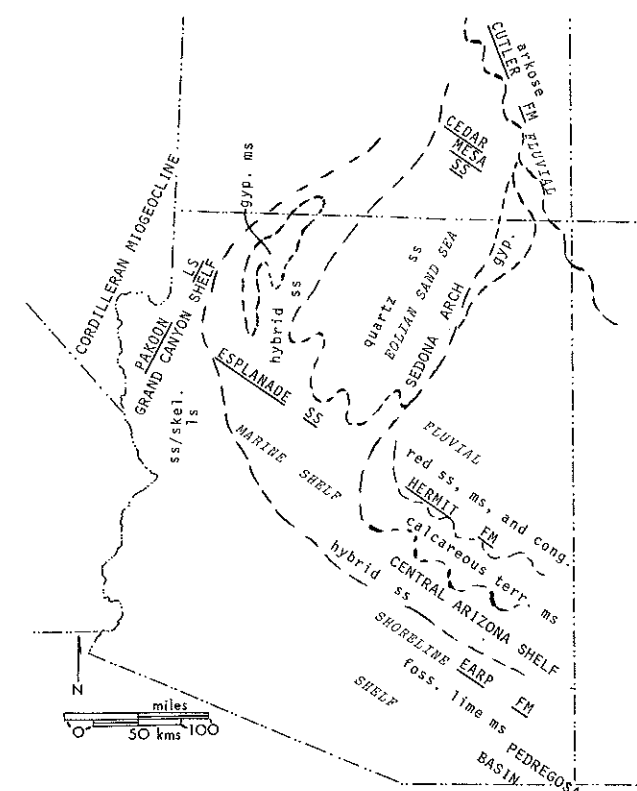 CUTLER
arkose FM FLUVIAL
CEDAR
MESA
SS
gyp. ms
CORDILLERAN MIOGEOCLINE
PAKOON LS
GRAND CANYON SHELF
ss/skel.
ls
hybrid ss
quartz ss
EOLIAN SAND SEA
gyp.
SEDONA ARCH
ESPLANADE SS
MARINE SHELF
FLUVIAL
red ss, ms, and cong.
HERMIT FM
calcareous terr. ms
CENTRAL ARIZONA SHELF
hybrid ss
SHORELINE
EARP FM
foss. lime ms
SHELF
PEDREGOSA
BASIN
N
miles
0 50 kms 100